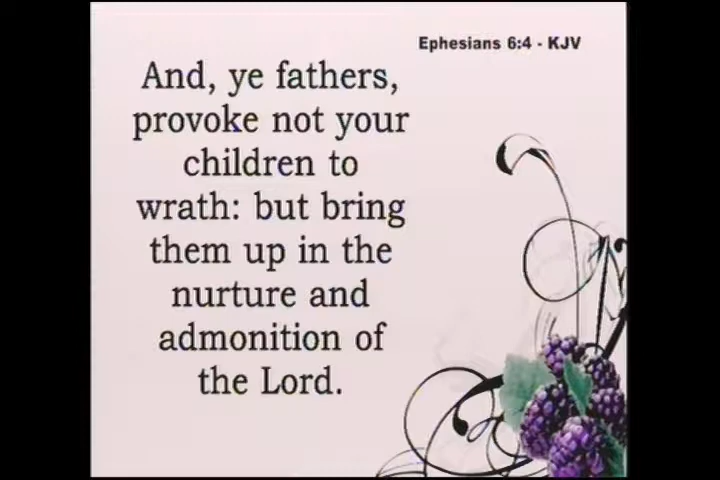 Ephesians 6:4 - KJV
And, ye fathers,
provoke not your
children to
wrath: but bring
them up in the
nurture and
admonition of
the Lord.